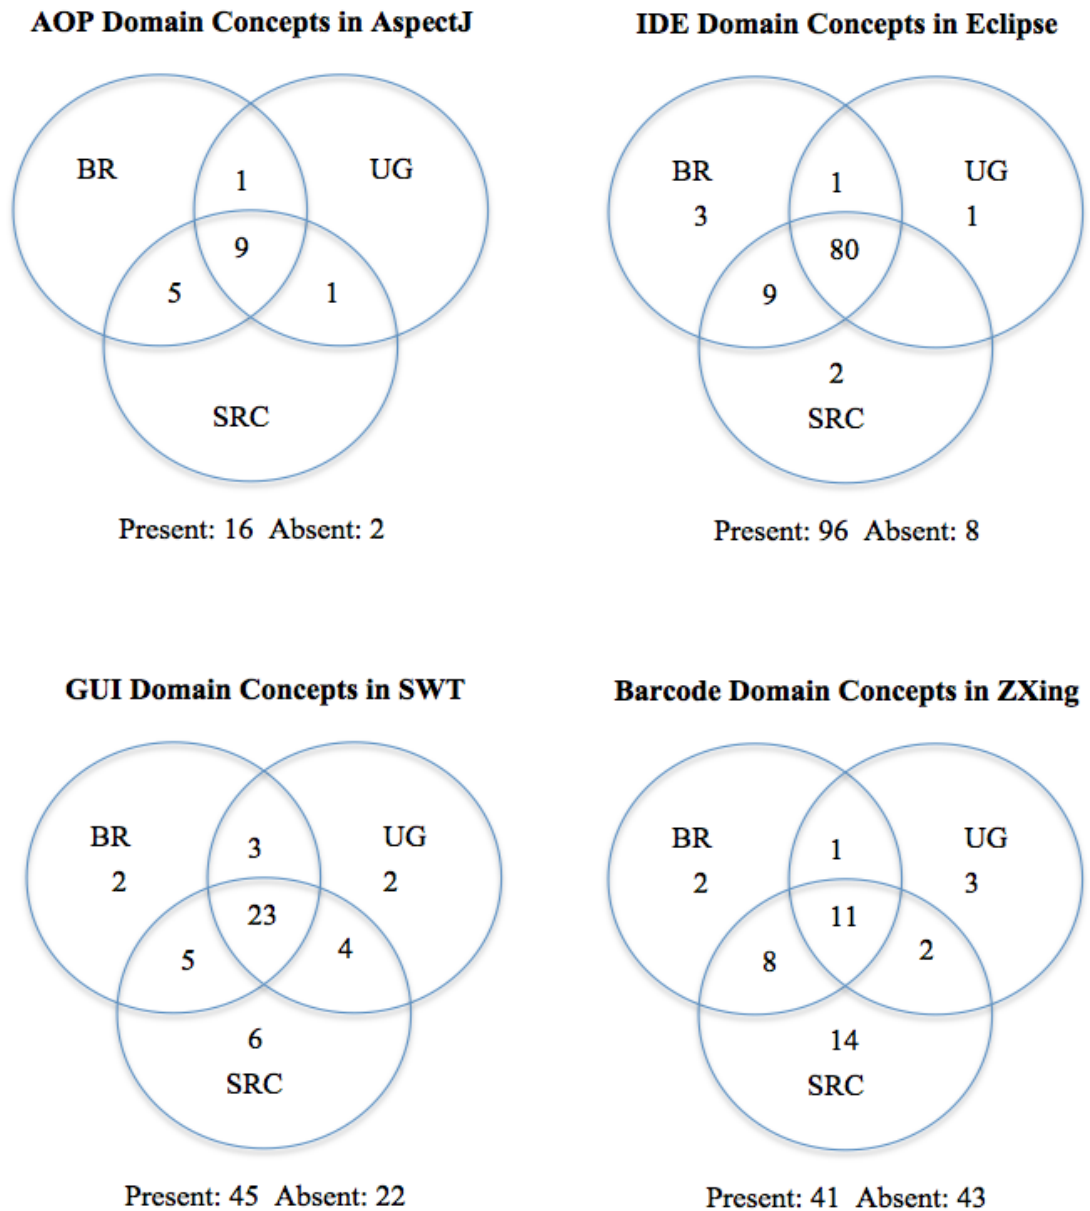 AOP Domain Concepts in AspectJ
BR
UG
1
9
5
1
SRC
Present: 16 Absent: 2
IDE Domain Concepts in Eclipse
BR
UG
1
3
1
80
9
2
SRC
Present: 96 Absent: 8
GUI Domain Concepts in SWT
BR
UG
3
2
2
23
5
4
6
SRC
Present: 45 Absent: 22
Barcode Domain Concepts in ZXing
BR
UG
1
2
3
11
8
2
14
SRC
Present: 41 Absent: 43